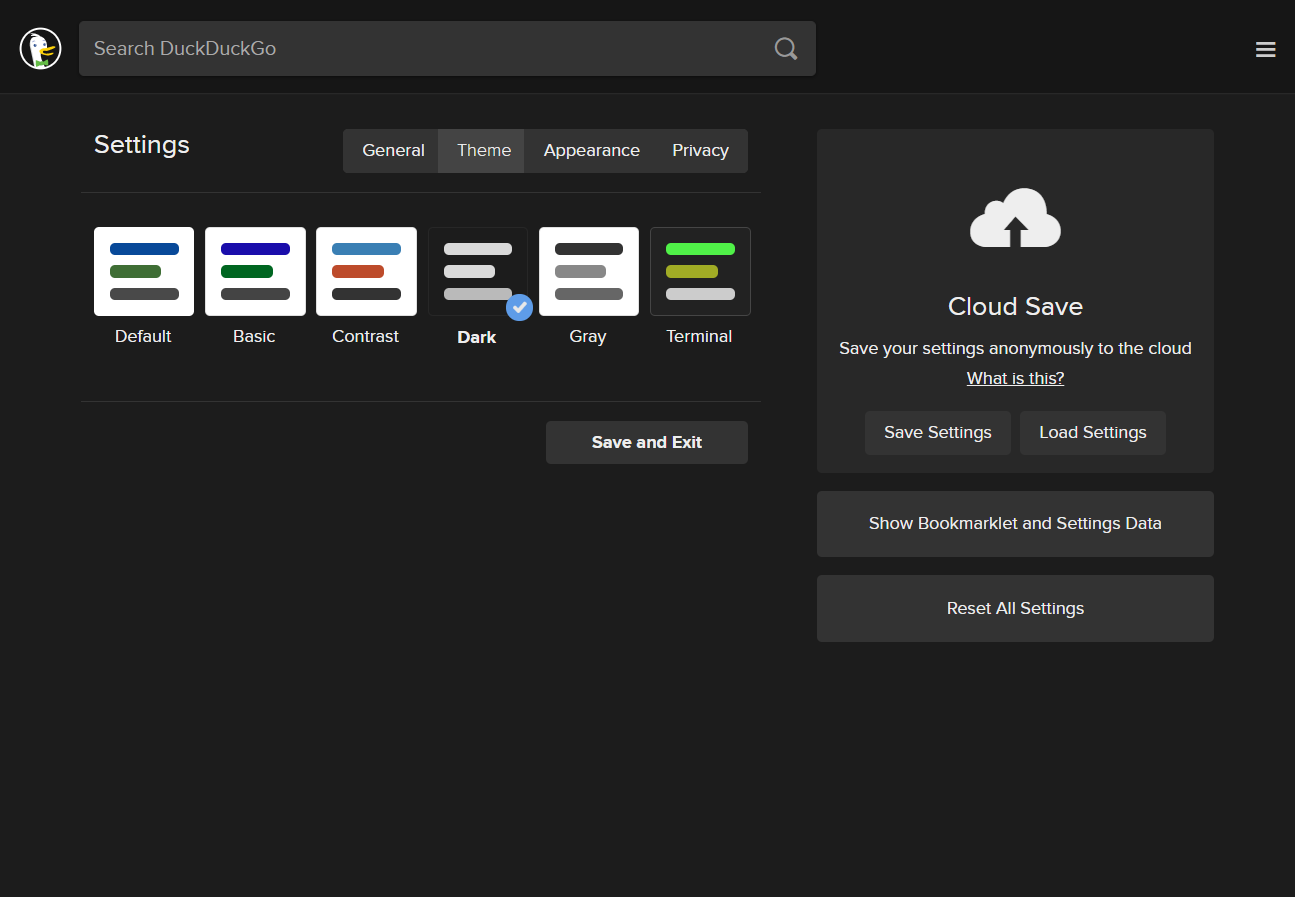 Search DuckDuckGo
Settings
General Theme Appearance Privacy
Default Basic Contrast Dark Gray Terminal
Save and Exit
Cloud Save
Save your settings anonymously to the cloud
What is this?
Save Settings Load Settings
Show Bookmarklet and Settings Data
Reset All Settings